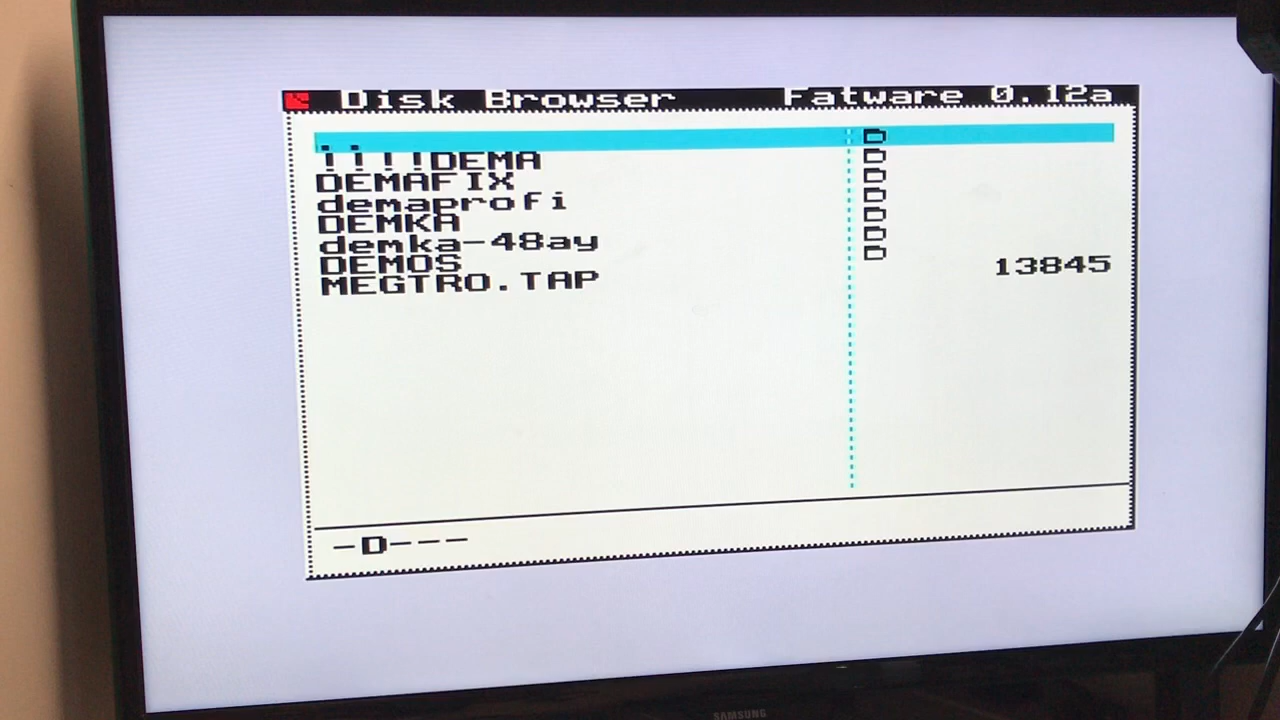 Disk Browser Fatware 0.12a
.. D
!!!!DEMA D
DEMAFIX D
demaprofi D
DEMKA D
demka-48ay D
DEMOS D
MEGTRO.TAP 13845
-D---
SAMSUNG